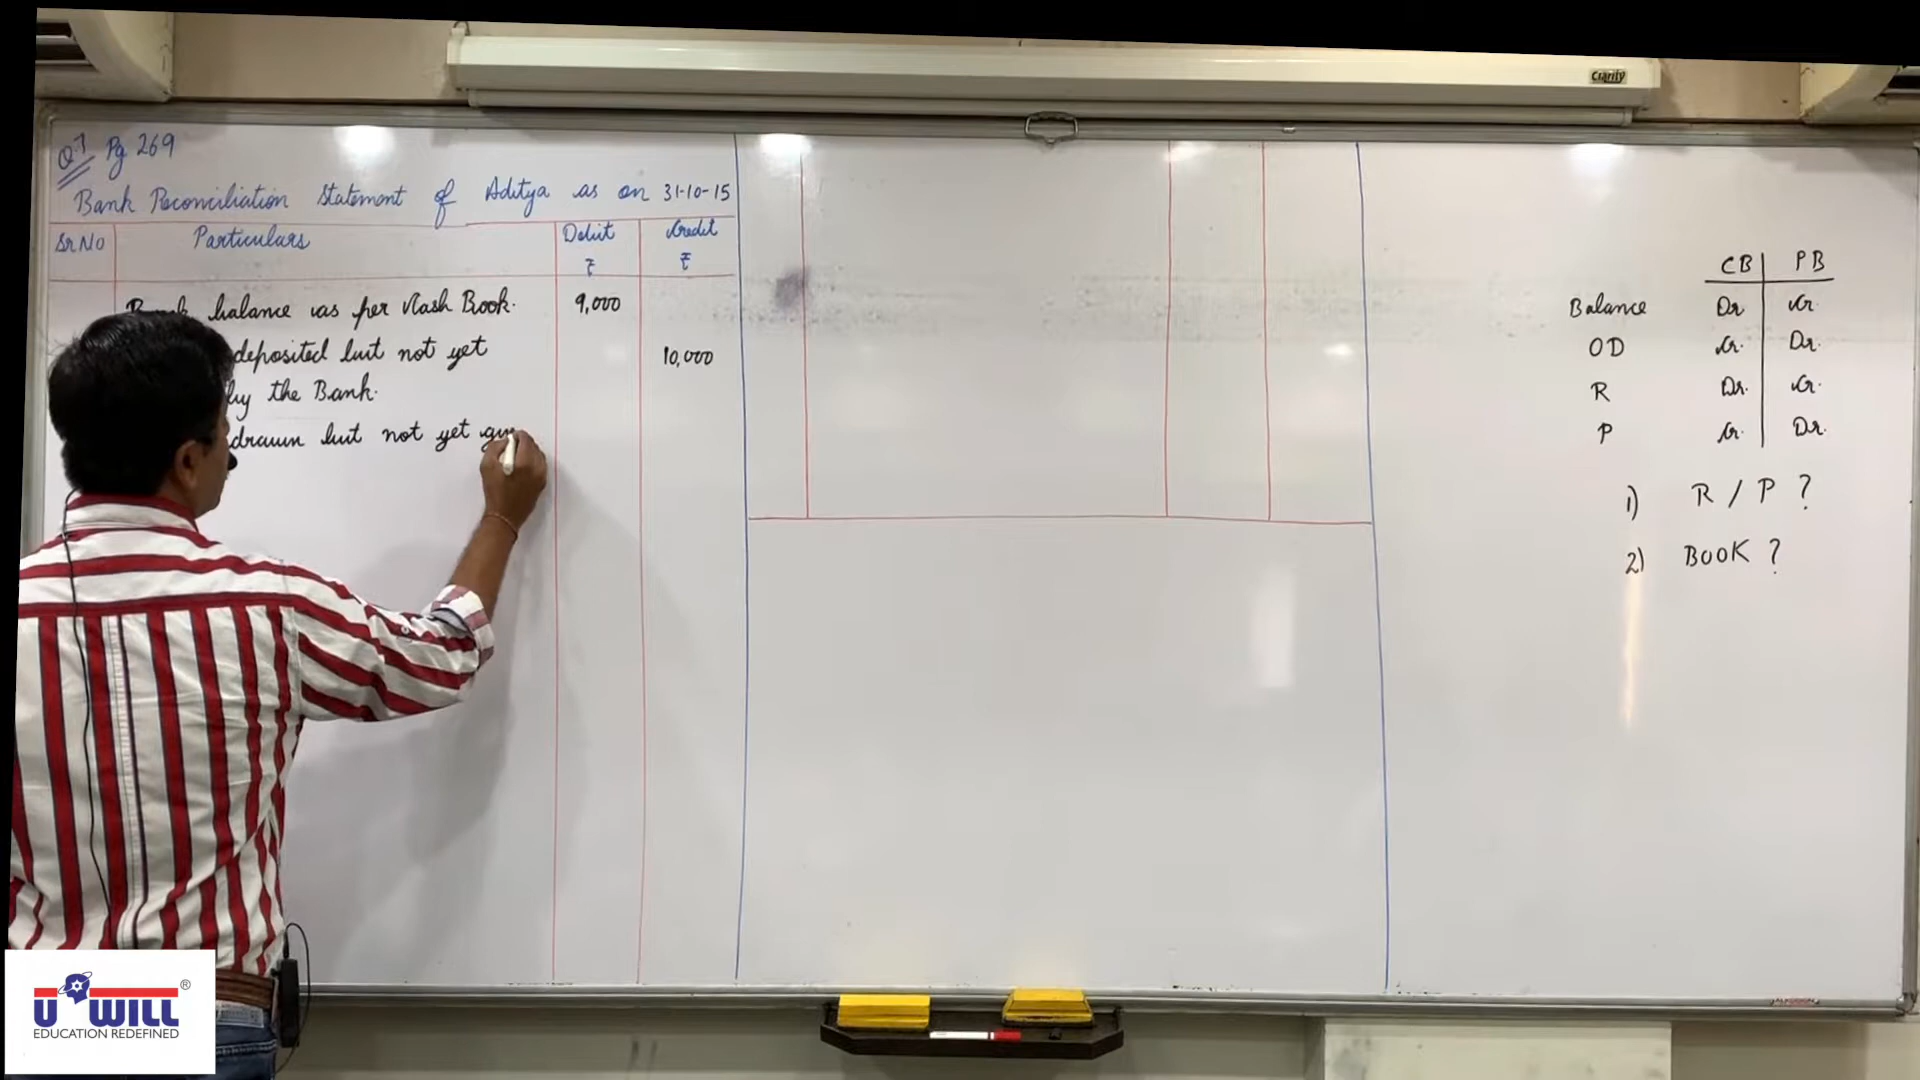 Clarity
Q.7 Pg 269
Bank Reconciliation Statement of Aditya as on 31-10-15
Sr No Particulars Debit Credit
₹ ₹
balance as per Cash Book. 9,000
deposited but not yet 10,000
by the Bank.
drawn but not yet
CB PB
Balance Dr Cr.
OD Cr. Dr.
R Dr. Cr.
P Cr. Dr.
1) R / P ?
2) BOOK ?
U WILL ®
EDUCATION REDEFINED